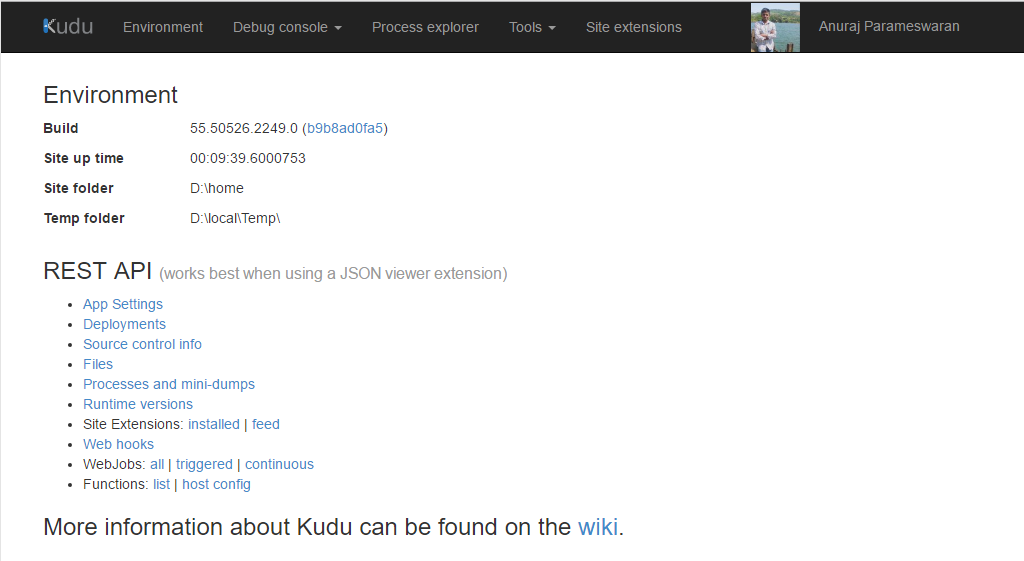 Kudu Environment Debug console Process explorer Tools Site extensions Anuraj Parameswaran
Environment
Build 55.50526.2249.0 (b9b8ad0fa5)
Site up time 00:09:39.6000753
Site folder D:\home
Temp folder D:\local\Temp\
REST API (works best when using a JSON viewer extension)
• App Settings
• Deployments
• Source control info
• Files
• Processes and mini-dumps
• Runtime versions
• Site Extensions: installed | feed
• Web hooks
• WebJobs: all | triggered | continuous
• Functions: list | host config
More information about Kudu can be found on the wiki.